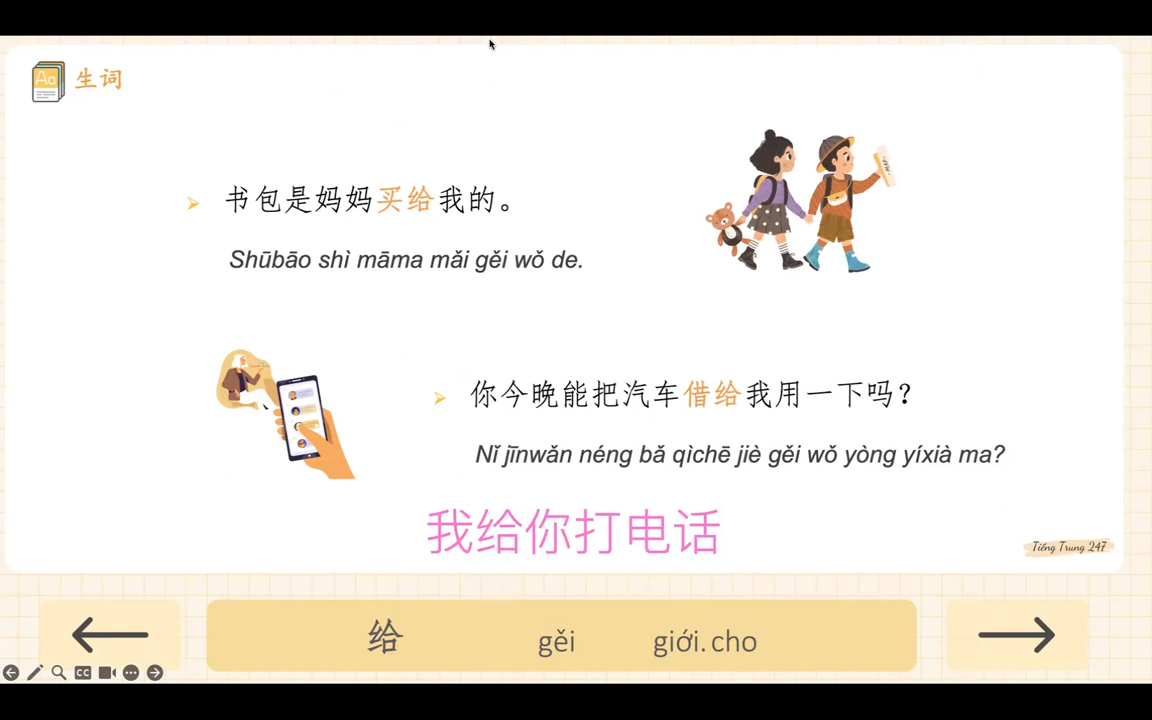 Aa 生词
书包是妈妈买给我的。
Shūbāo shì māma mǎi gěi wǒ de.
你今晚能把汽车借给我用一下吗？
Nǐ jīnwǎn néng bǎ qìchē jiè gěi wǒ yòng yíxià ma?
我给你打电话
Tiếng Trung 247
给 gěi giới. cho
CC